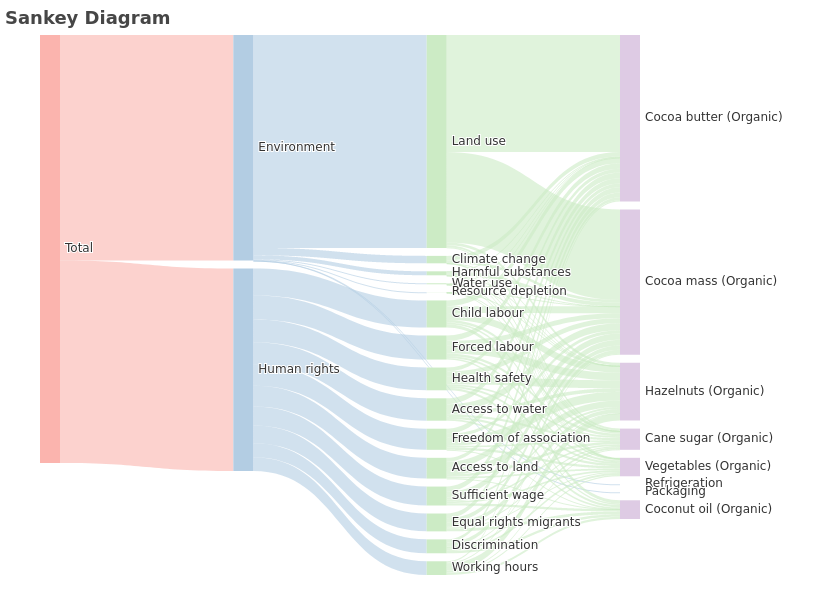 Sankey Diagram
Total
Environment
Human rights
Land use
Climate change
Harmful substances
Water use
Resource depletion
Child labour
Forced labour
Health safety
Access to water
Freedom of association
Access to land
Sufficient wage
Equal rights migrants
Discrimination
Working hours
Cocoa butter (Organic)
Cocoa mass (Organic)
Hazelnuts (Organic)
Cane sugar (Organic)
Vegetables (Organic)
Refrigeration
Packaging
Coconut oil (Organic)